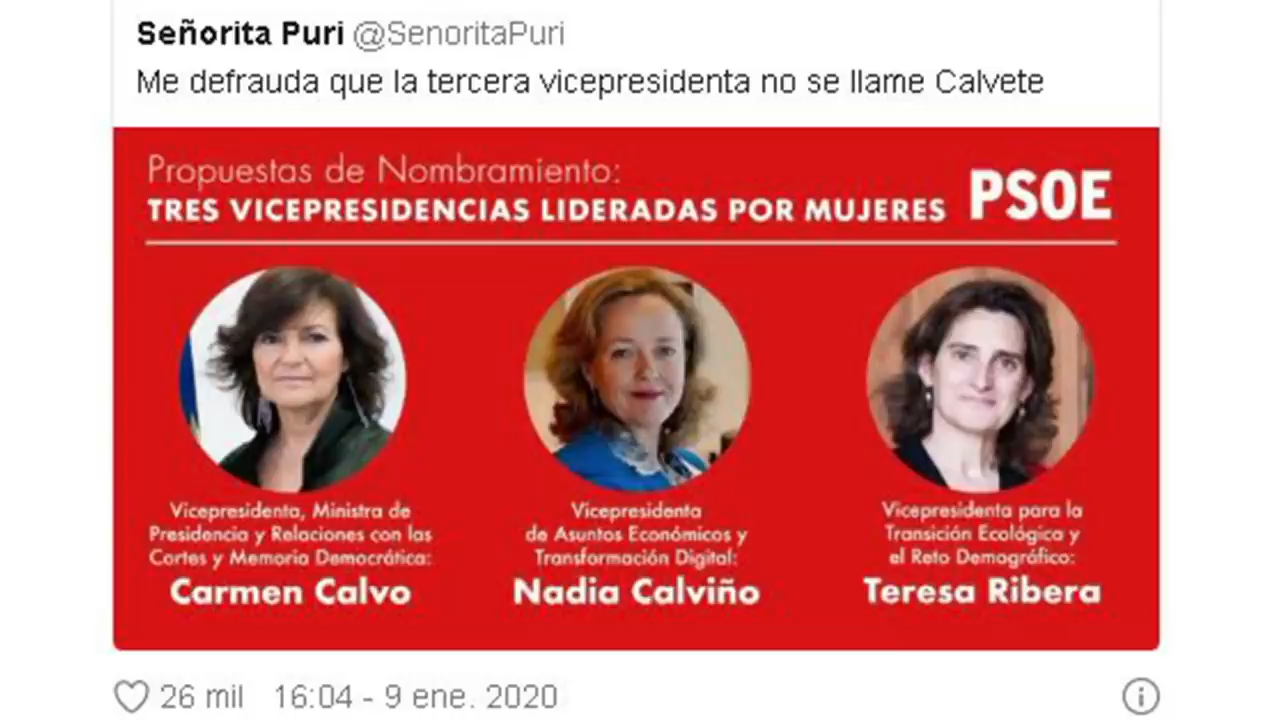 Señorita Puri @SenoritaPuri
Me defrauda que la tercera vicepresidenta no se llame Calvete
Propuestas de Nombramiento:
TRES VICEPRESIDENCIAS LIDERADAS POR MUJERES
PSOE
Vicepresidenta, Ministra de
Presidencia y Relaciones con las
Cortes y Memoria Democrática:
Carmen Calvo
Vicepresidenta
de Asuntos Económicos y
Transformación Digital:
Nadia Calviño
Vicepresidenta para la
Transición Ecológica y
el Reto Demográfico:
Teresa Ribera
26 mil 16:04 - 9 ene. 2020